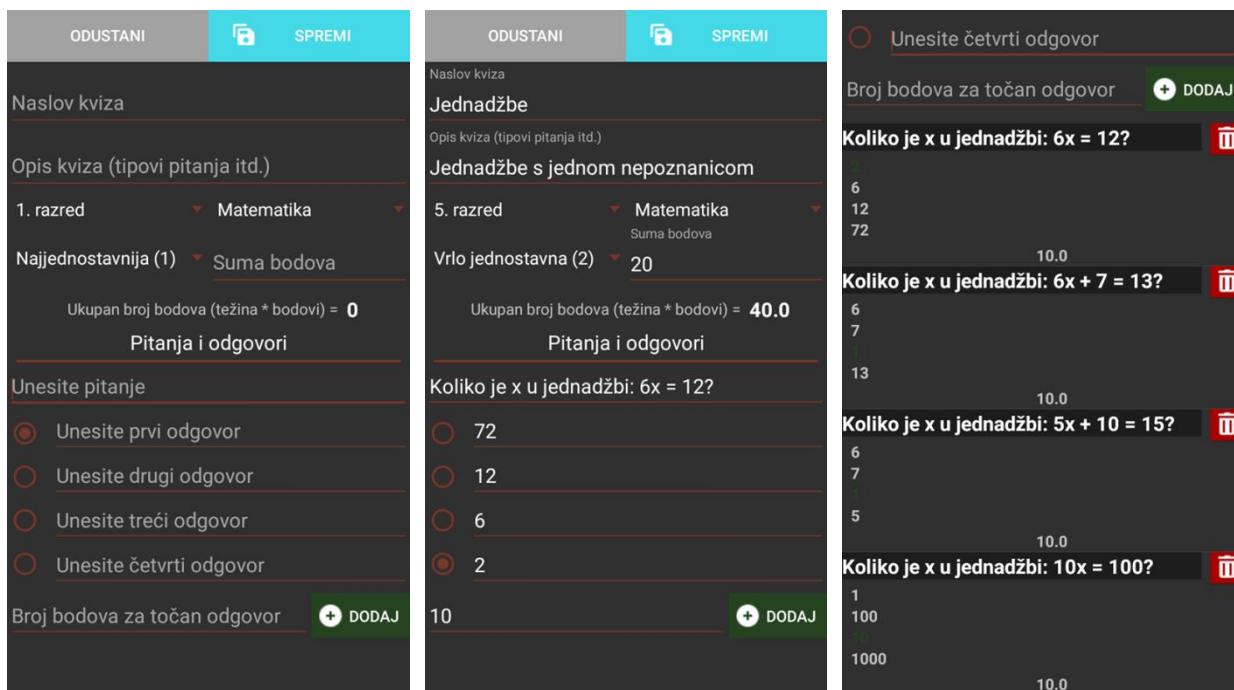 ODUSTANI SPREMI
Naslov kviza
Opis kviza (tipovi pitanja itd.)
1. razred Matematika
Najjednostavnija (1) Suma bodova
Ukupan broj bodova (težina * bodovi) = 0
Pitanja i odgovori
Unesite pitanje
Unesite prvi odgovor
Unesite drugi odgovor
Unesite treći odgovor
Unesite četvrti odgovor
Broj bodova za točan odgovor DODAJ
ODUSTANI SPREMI
Naslov kviza
Jednadžbe
Opis kviza (tipovi pitanja itd.)
Jednadžbe s jednom nepoznanicom
5. razred Matematika
Suma bodova
Vrlo jednostavna (2) 20
Ukupan broj bodova (težina * bodovi) = 40.0
Pitanja i odgovori
Koliko je x u jednadžbi: 6x = 12?
72
12
6
2
10 DODAJ
Unesite četvrti odgovor
Broj bodova za točan odgovor DODAJ
Koliko je x u jednadžbi: 6x = 12?
2
6
12
72
10.0
Koliko je x u jednadžbi: 6x + 7 = 13?
6
7
1
13
10.0
Koliko je x u jednadžbi: 5x + 10 = 15?
6
7
1
5
10.0
Koliko je x u jednadžbi: 10x = 100?
1
100
10
1000
10.0